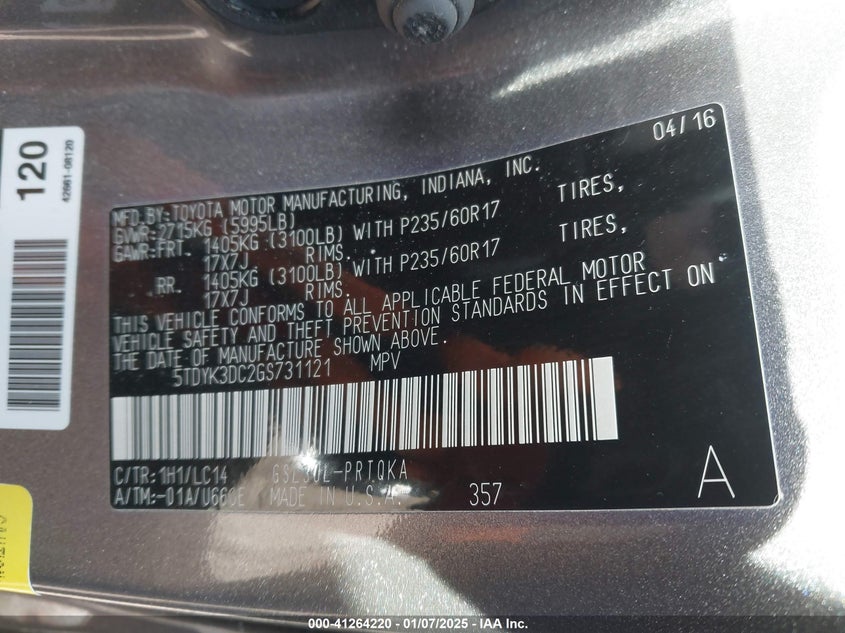 04/16
MFD.BY:TOYOTA MOTOR MANUFACTURING, INDIANA, INC.
GVWR:2715KG (5995LB)
GAWR:FRT. 1405KG (3100LB) WITH P235/60R17 TIRES,
17X7J RIMS.
RR. 1405KG (3100LB) WITH P235/60R17 TIRES,
17X7J RIMS.
THIS VEHICLE CONFORMS TO ALL APPLICABLE FEDERAL MOTOR
VEHICLE SAFETY AND THEFT PREVENTION STANDARDS IN EFFECT ON
THE DATE OF MANUFACTURE SHOWN ABOVE.
5TDYK3DC2GS731121 MPV
C/TR:1H1/LC14 GSL30L-PRTQKA
A/TM:-01A/U660E MADE IN U.S.A. 357
A
120
42661-08120
000-41264220 - 01/07/2025 - IAA Inc.